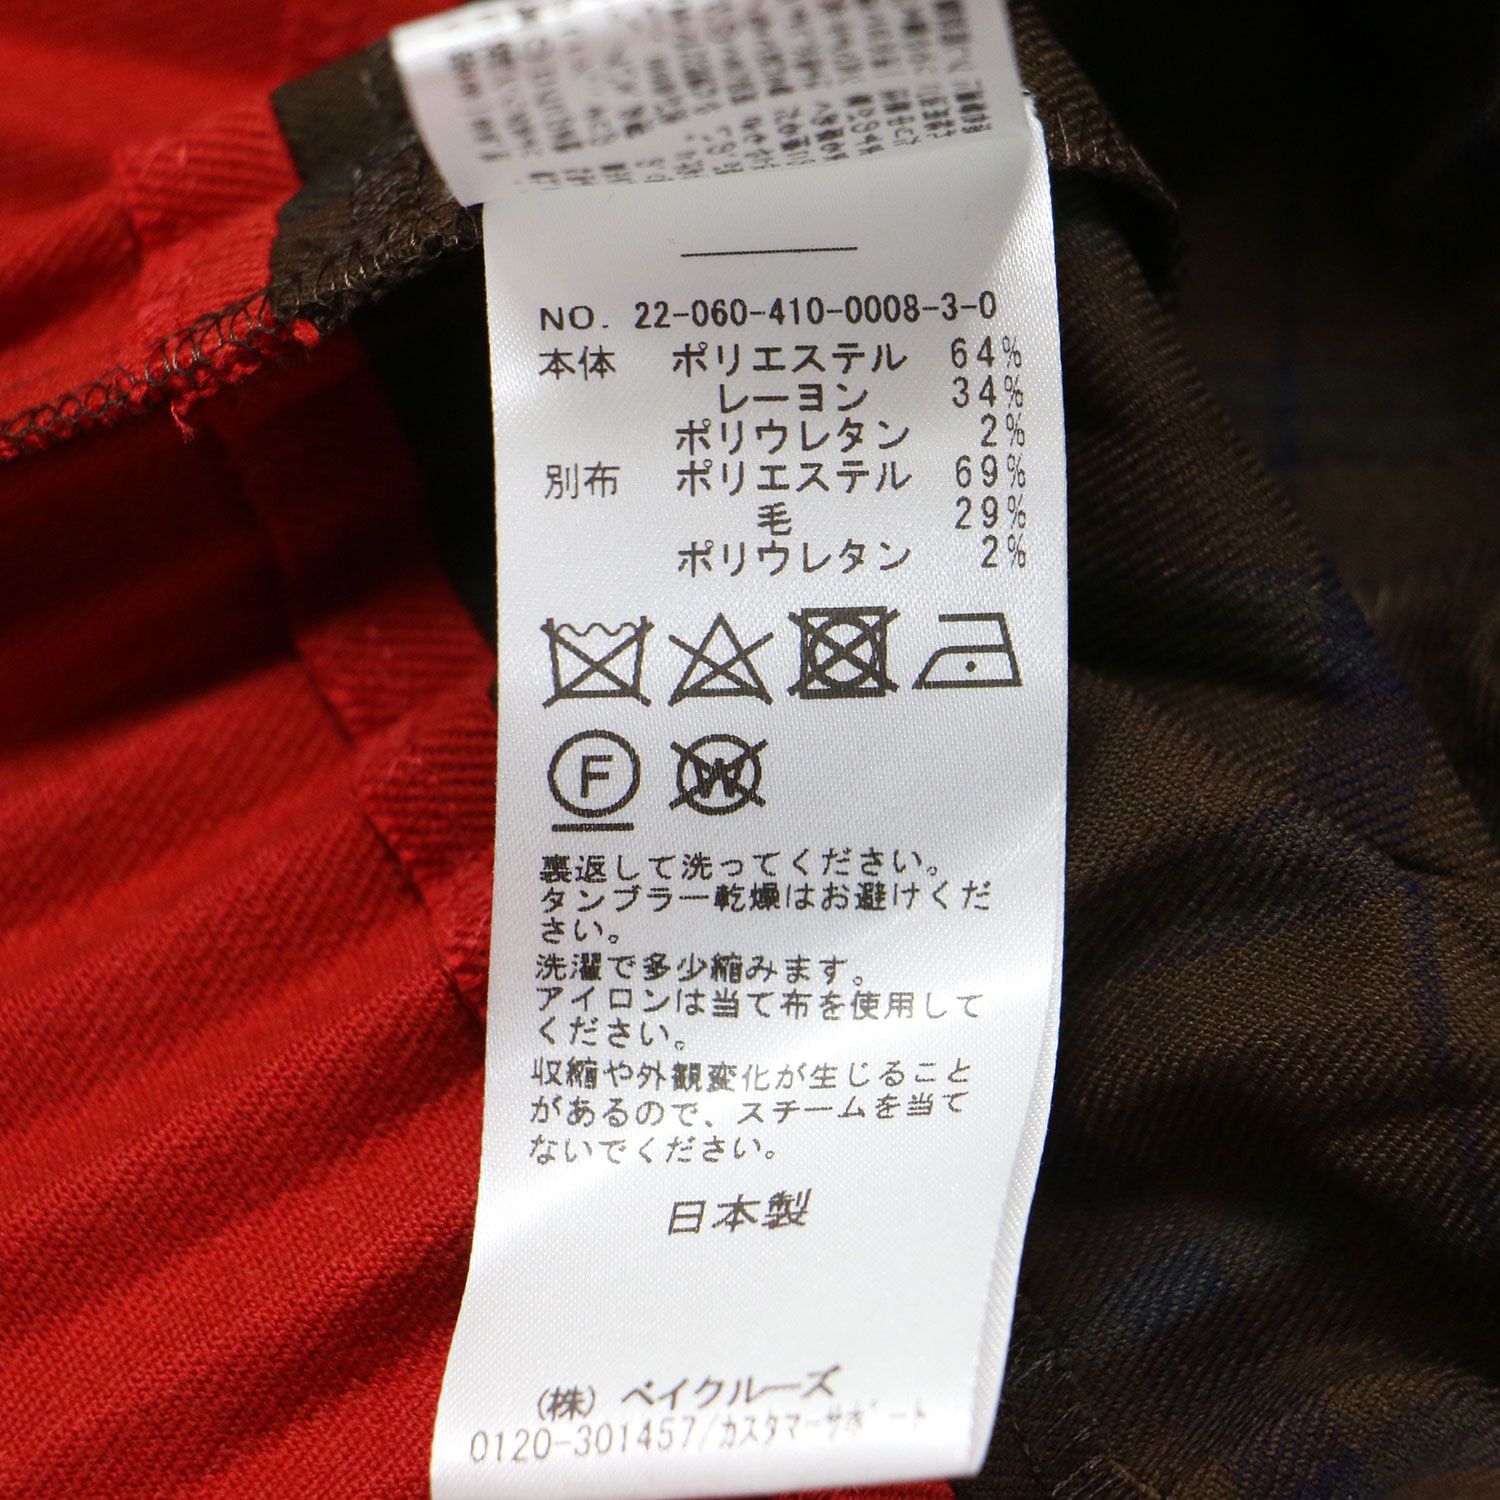 NO. 22-060-410-0008-3-0
本体 ポリエステル 64%
レーヨン 34%
ポリウレタン 2%
別布 ポリエステル 69%
毛 29%
ポリウレタン 2%
F W
裏返して洗ってください。
タンブラー乾燥はお避けくだ
さい。
洗濯で多少縮みます。
アイロンは当て布を使用して
ください。
収縮や外観変化が生じること
があるので、スチームを当て
ないでください。
日本製
(株) ベイクルーズ
0120-301457/カスタマーサポート